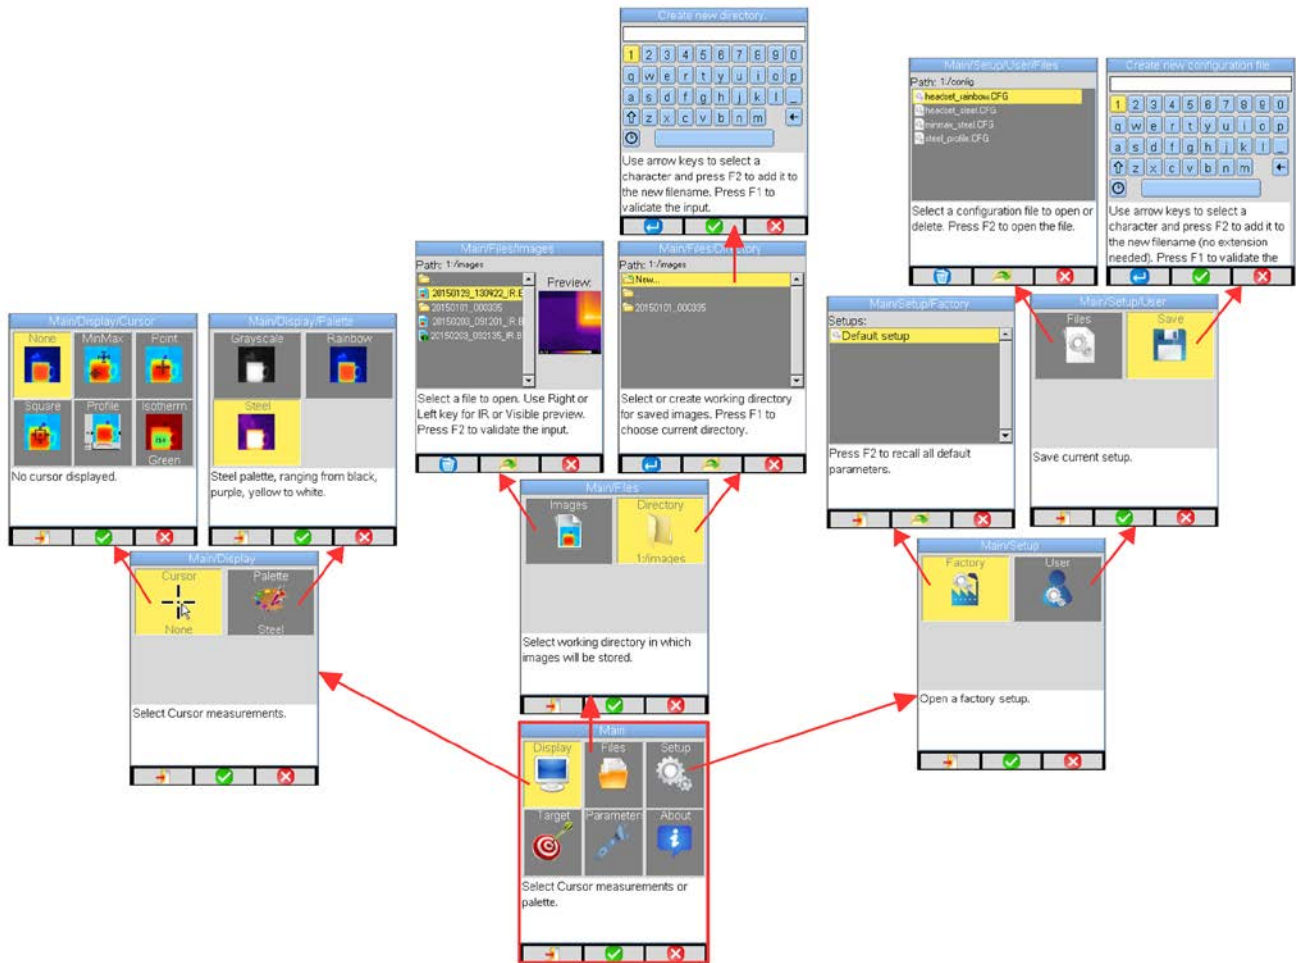 Create new directory.
1 2 3 4 5 6 7 8 9 0
q w e r t y u i o p
a s d f g h j k l _
z x c v b n m
Use arrow keys to select a
character and press F2 to add it to
the new filename. Press F1 to
validate the input.
Main/Setup/User/Files
Path: 1:/config
headset_rainbow.CFG
headset_steel.CFG
minmax_steel.CFG
steel_profile.CFG
Select a configuration file to open or
delete. Press F2 to open the file.
Create new configuration file
1 2 3 4 5 6 7 8 9 0
q w e r t y u i o p
a s d f g h j k l _
z x c v b n m
Use arrow keys to select a
character and press F2 to add it to
the new filename (no extension
needed). Press F1 to validate the
Main/Files/Images
Path: 1:/images
Preview:
20150129_130922_IR.B
20150101_000335
20150203_091201_IR.B
20150203_092135_IR.B
Select a file to open. Use Right or
Left key for IR or Visible preview.
Press F2 to validate the input.
Main/Files/Directory
Path: 1:/images
New...
..
20150101_000335
Select or create working directory
for saved images. Press F1 to
choose current directory.
Main/Display/Cursor
None MinMax Point
Square Profile Isotherm
Green
No cursor displayed.
Main/Display/Palette
Grayscale Rainbow
Steel
Steel palette, ranging from black,
purple, yellow to white.
Main/Setup/Factory
Setups:
Default setup
Press F2 to recall all default
parameters.
Main/Setup/User
Files Save
Save current setup.
Main/Display
Cursor Palette
None Steel
Select Cursor measurements.
Main/Files
Images Directory
1:/images
Select working directory in which
images will be stored.
Main/Setup
Factory User
Open a factory setup.
Main
Display Files Setup
Target Parameters About
Select Cursor measurements or
palette.